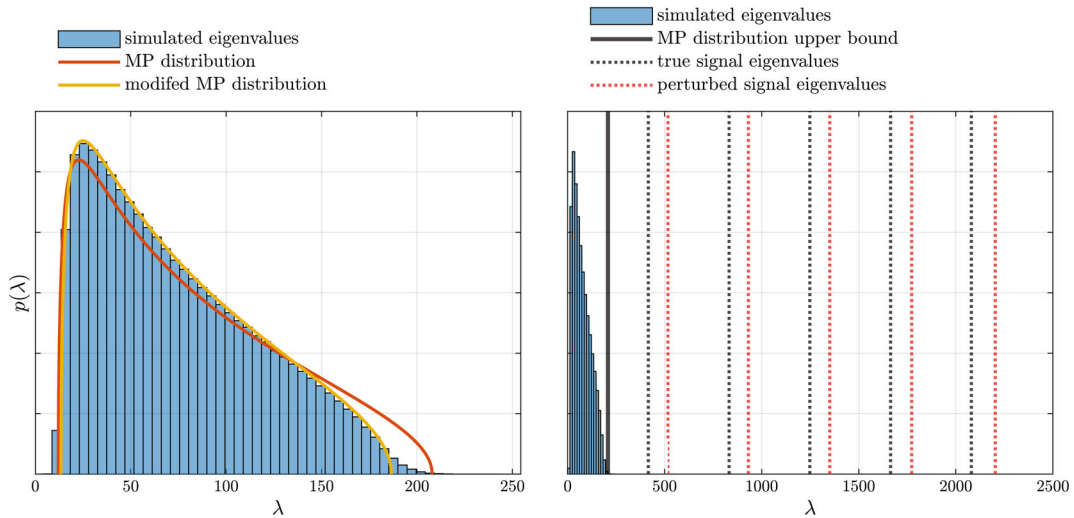 simulated eigenvalues
MP distribution
modifed MP distribution
p(λ)
0 50 100 150 200 250
λ
simulated eigenvalues
MP distribution upper bound
true signal eigenvalues
perturbed signal eigenvalues
0 500 1000 1500 2000 2500
λ